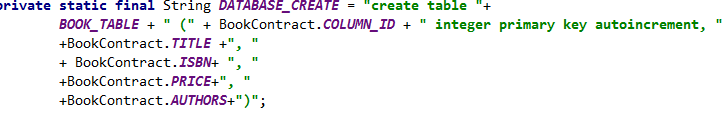 private static final String DATABASE_CREATE = "create table "+
BOOK_TABLE + " (" + BookContract.COLUMN_ID + " integer primary key autoincrement, "
+BookContract.TITLE +", "
+ BookContract.ISBN+ ", "
+BookContract.PRICE+", "
+BookContract.AUTHORS+")";